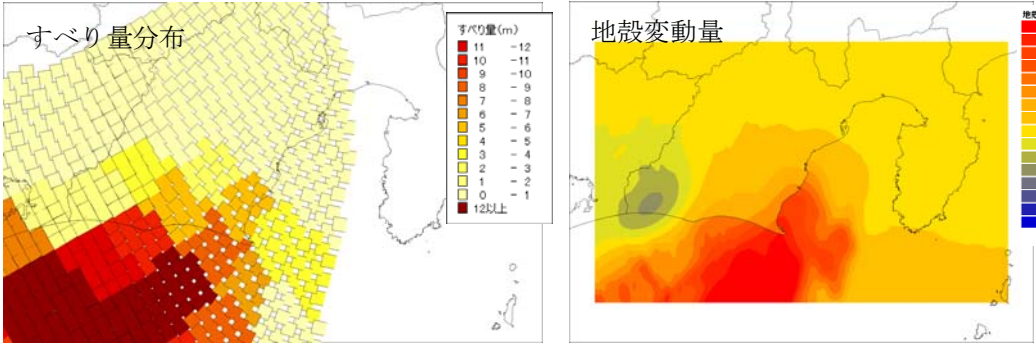 すべり量分布
すべり量(m)
11 - 12
10 - 11
9 - 10
8 - 9
7 - 8
6 - 7
5 - 6
4 - 5
3 - 4
2 - 3
1 - 2
0 - 1
12以上
地殻変動量
地殻